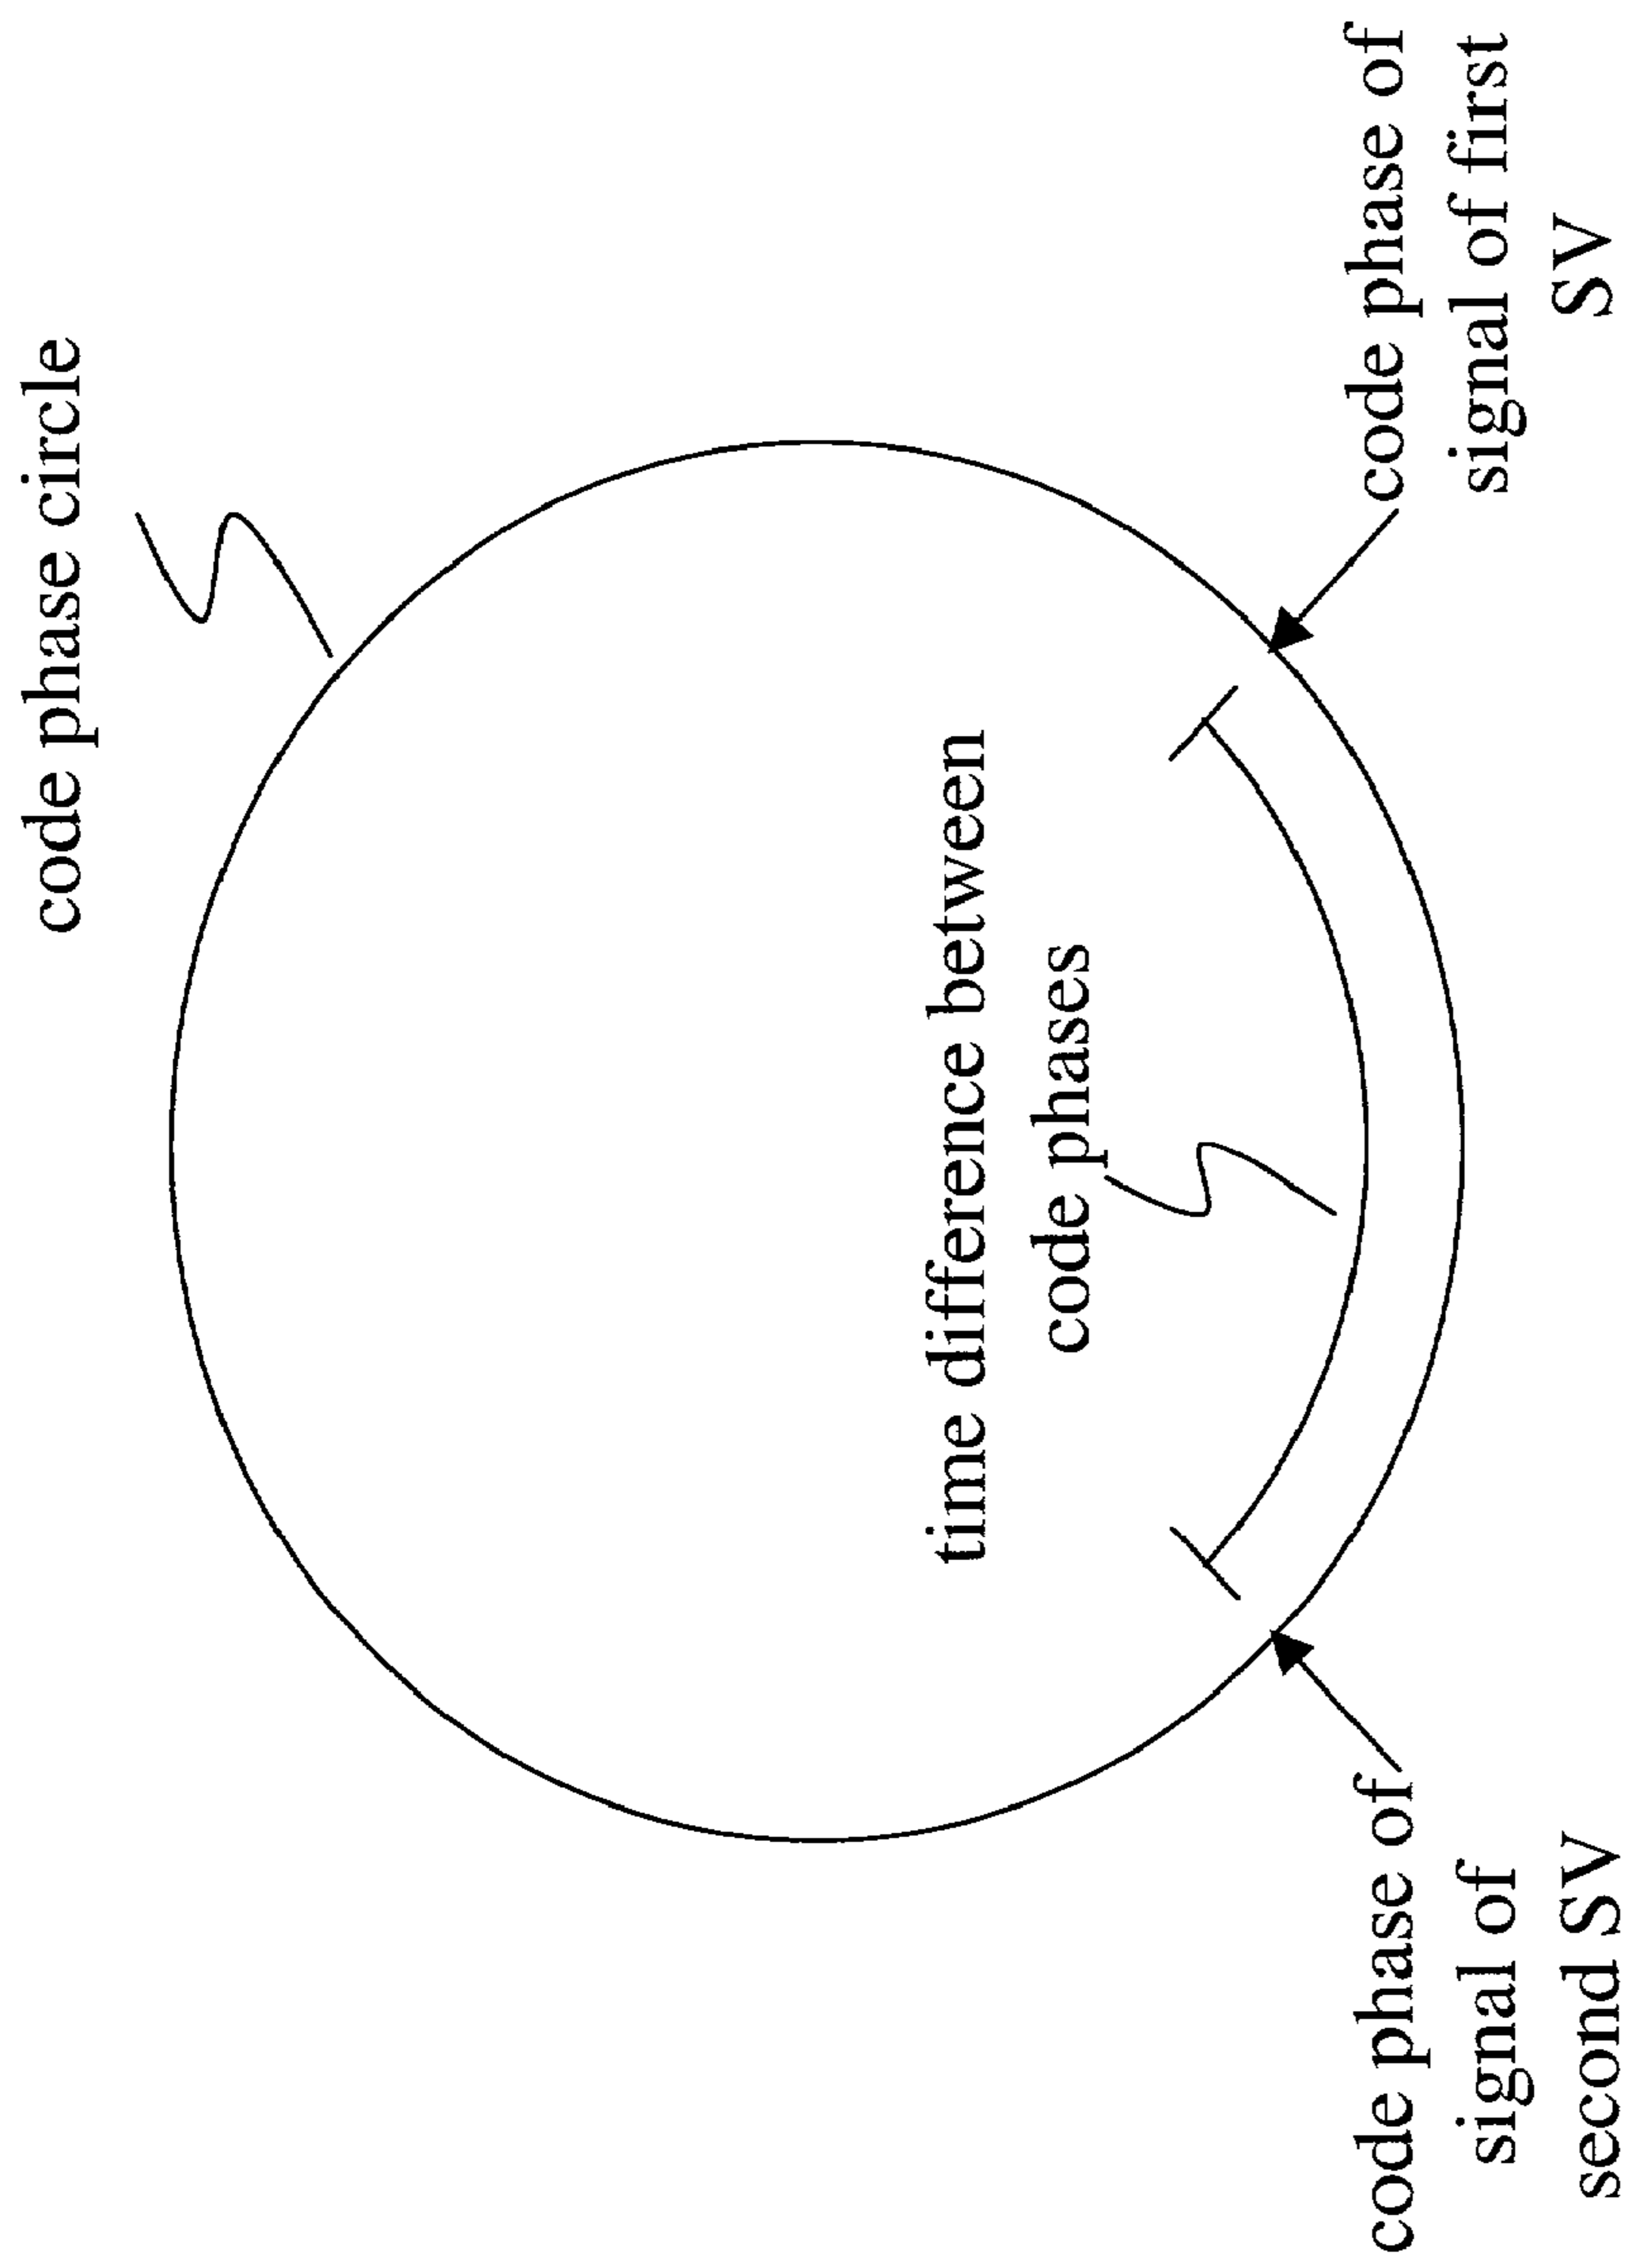 code phase circle
time difference between
code phases
code phase of
signal of
second SV
code phase of
signal of first
SV